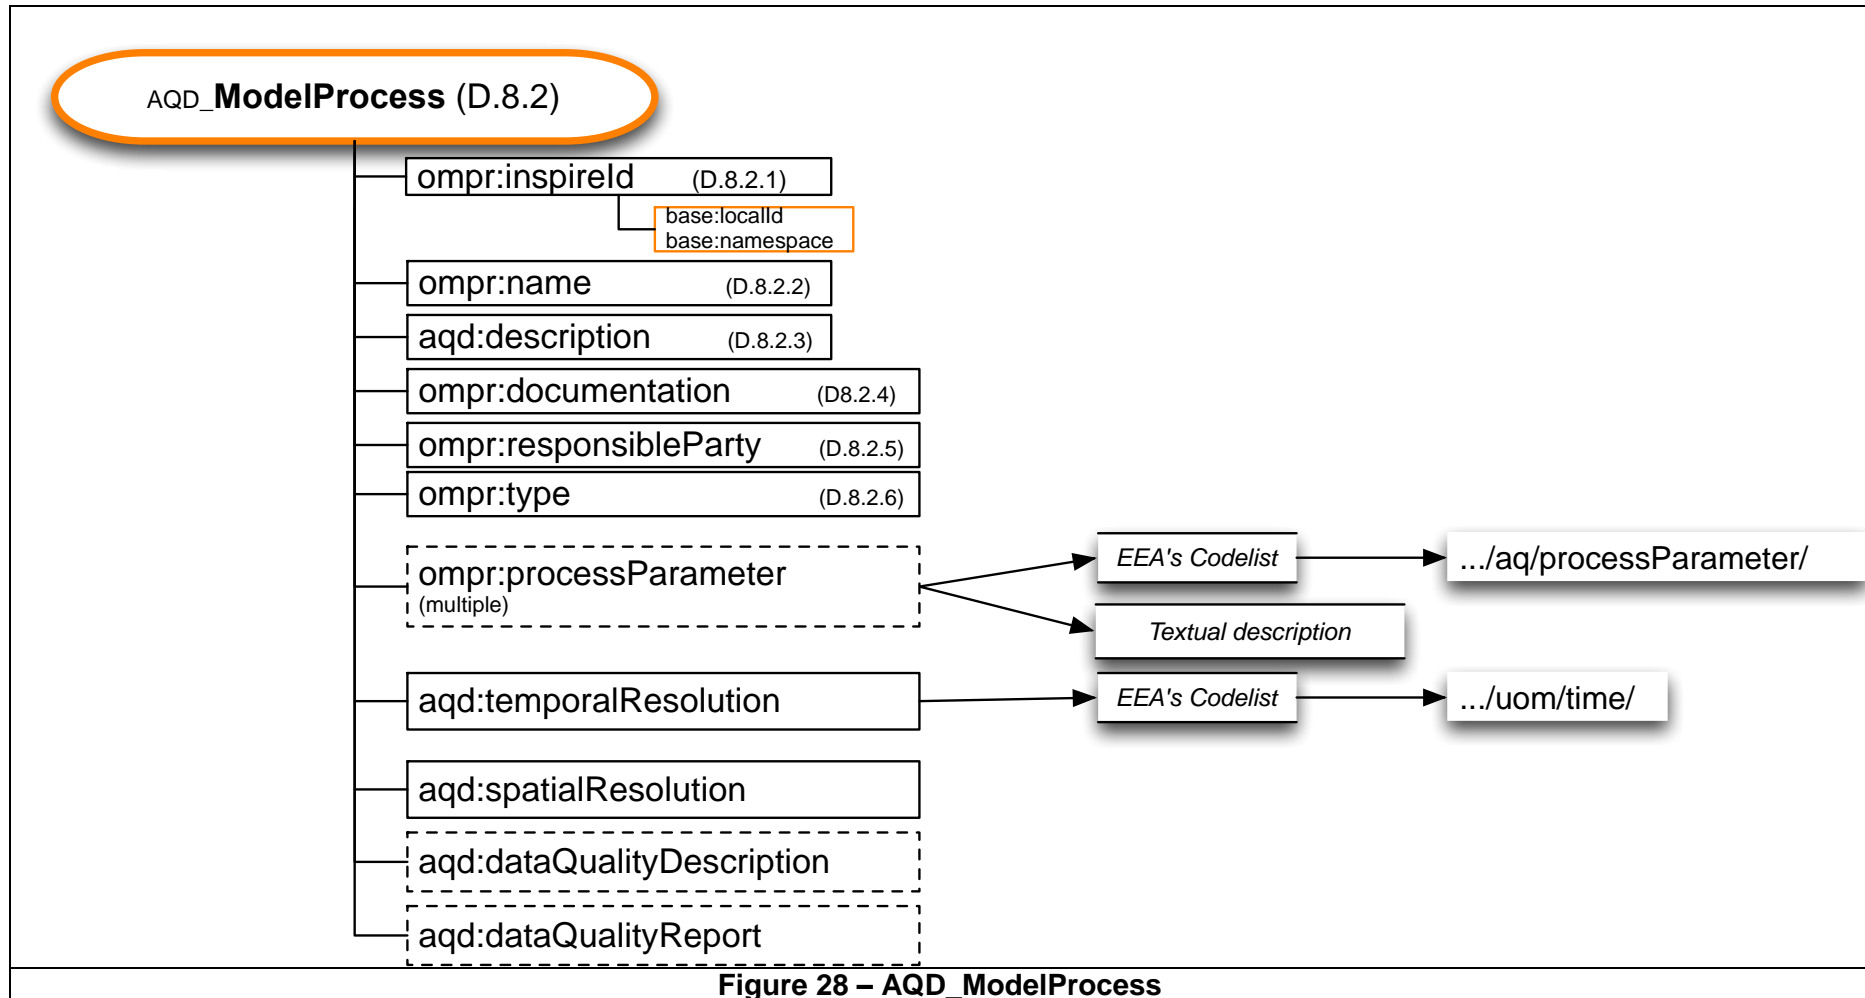 AQD_ModelProcess (D.8.2)
ompr:inspireId (D.8.2.1)
base:localId
base:namespace
ompr:name (D.8.2.2)
aqd:description (D.8.2.3)
ompr:documentation (D8.2.4)
ompr:responsibleParty (D.8.2.5)
ompr:type (D.8.2.6)
ompr:processParameter
(multiple)
EEA's Codelist
.../aq/processParameter/
Textual description
aqd:temporalResolution
EEA's Codelist
.../uom/time/
aqd:spatialResolution
aqd:dataQualityDescription
aqd:dataQualityReport
Figure 28 – AQD_ModelProcess